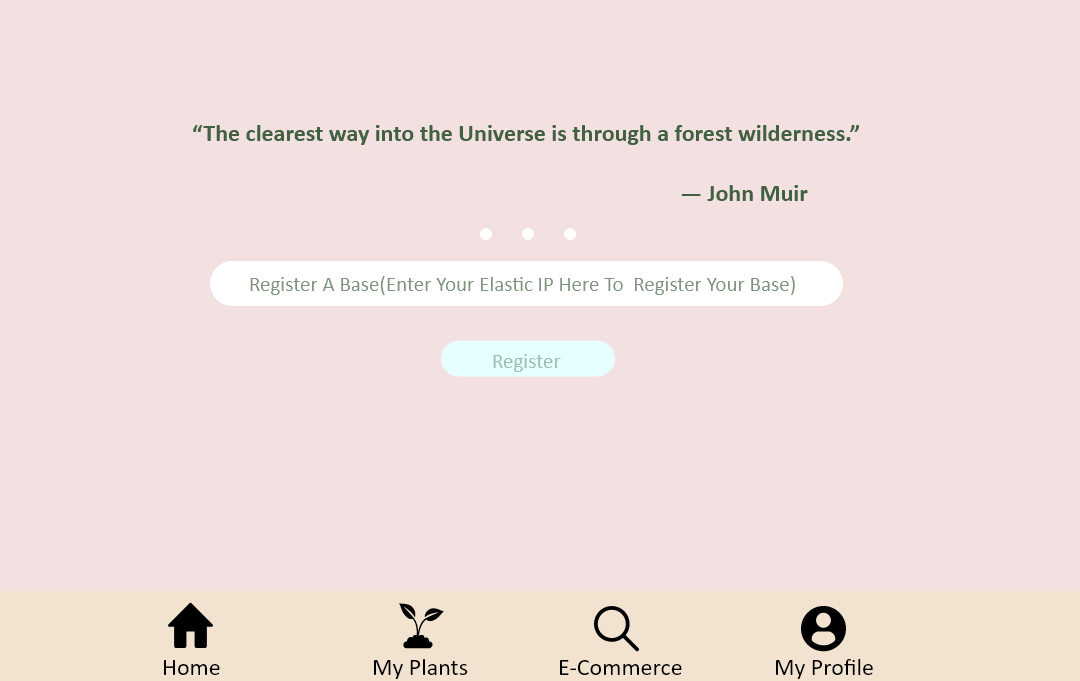 “The clearest way into the Universe is through a forest wilderness.”
— John Muir
Register A Base(Enter Your Elastic IP Here To  Register Your Base)
Register
Home
My Plants
E-Commerce
My Profile